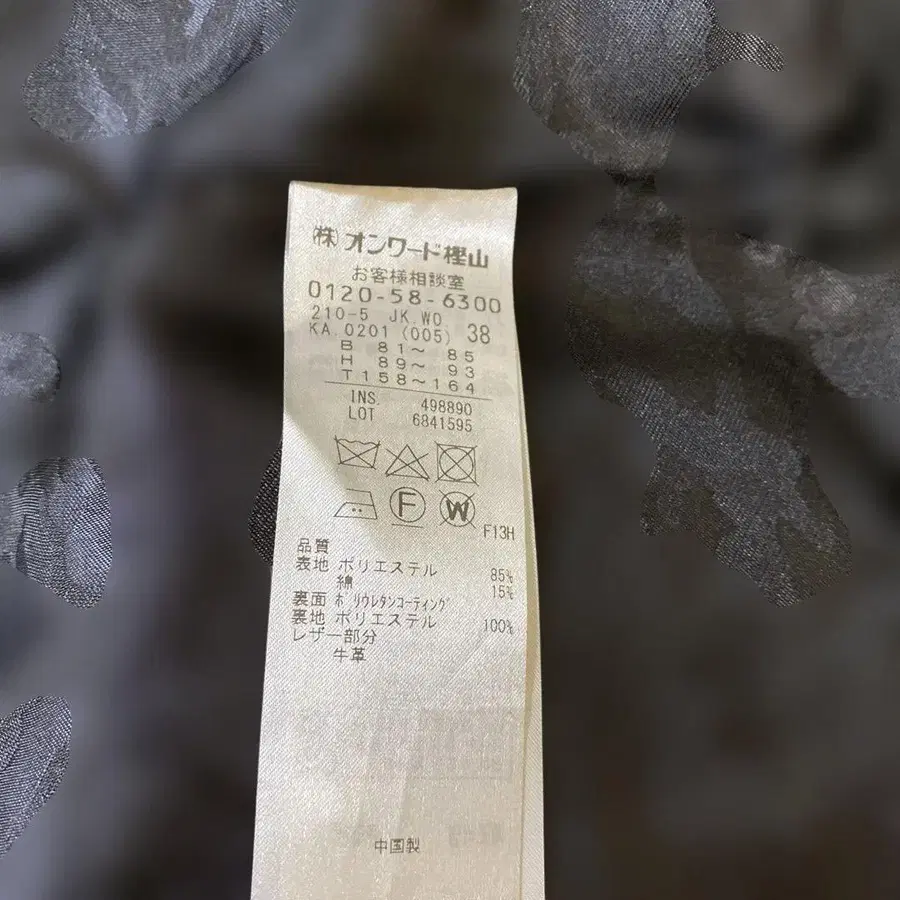 ㈱オンワード樫山
お客様相談室
0120-58-6300
210-5 JK.WO
KA.0201 (005) 38
B 81～ 85
H 89～ 93
T158～164
INS. 498890
LOT 6841595
F W
F13H
品質
表地 ポリエステル 85%
綿 15%
裏面 ポリウレタンコーティング
裏地 ポリエステル 100%
レザー部分
牛革
中国製